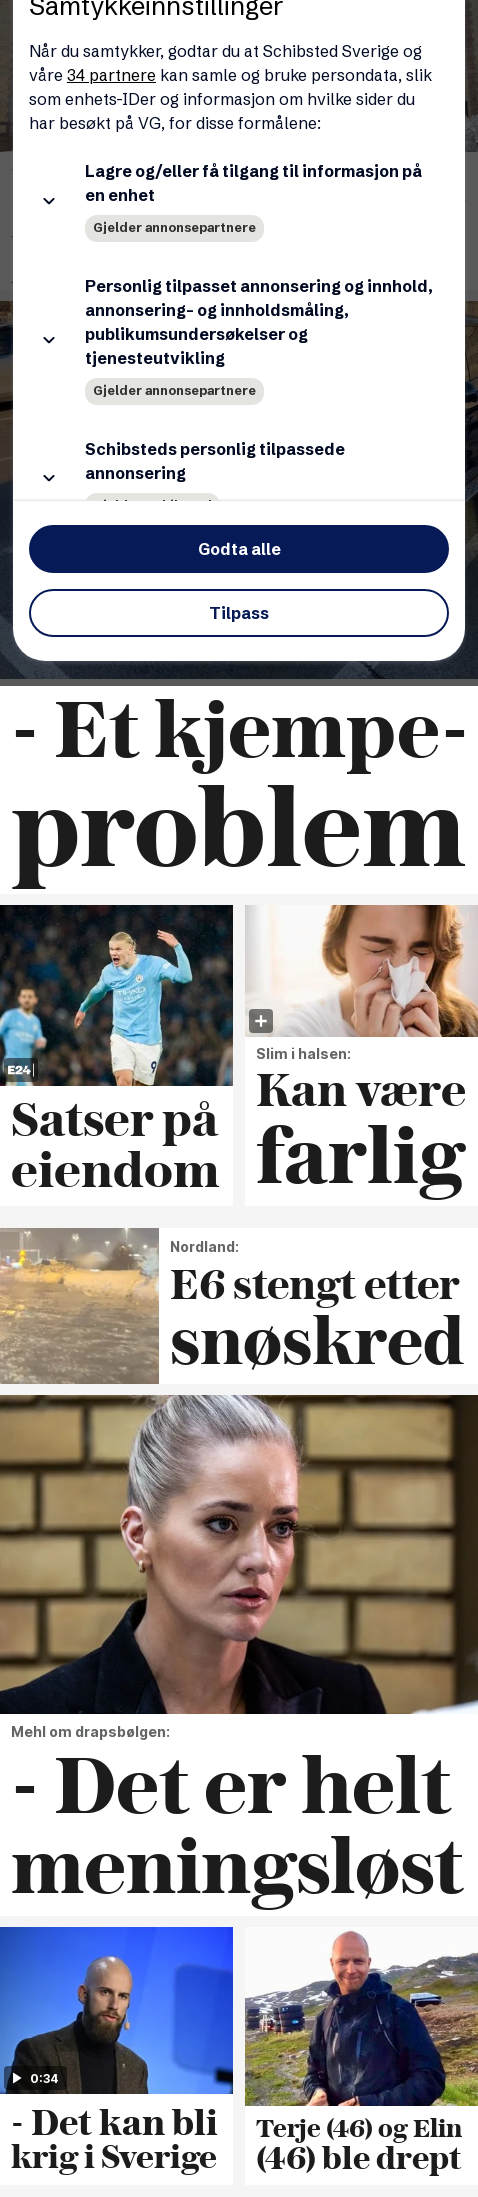 Samtykkeinnstillinger
Når du samtykker, godtar du at Schibsted Sverige og
våre 34 partnere kan samle og bruke persondata, slik
som enhets-IDer og informasjon om hvilke sider du
har besøkt på VG, for disse formålene:
Lagre og/eller få tilgang til informasjon på
en enhet
Gjelder annonsepartnere
Personlig tilpasset annonsering og innhold,
annonsering- og innholdsmåling,
publikumsundersøkelser og
tjenesteutvikling
Gjelder annonsepartnere
Schibsteds personlig tilpassede
annonsering
Godta alle
Tilpass
- Et kjempe-
problem
E24
Satser på
eiendom
Slim i halsen:
Kan være
farlig
Nordland:
E6 stengt etter
snøskred
Mehl om drapsbølgen:
- Det er helt
meningsløst
0:34
- Det kan bli
krig i Sverige
Terje (46) og Elin
(46) ble drept